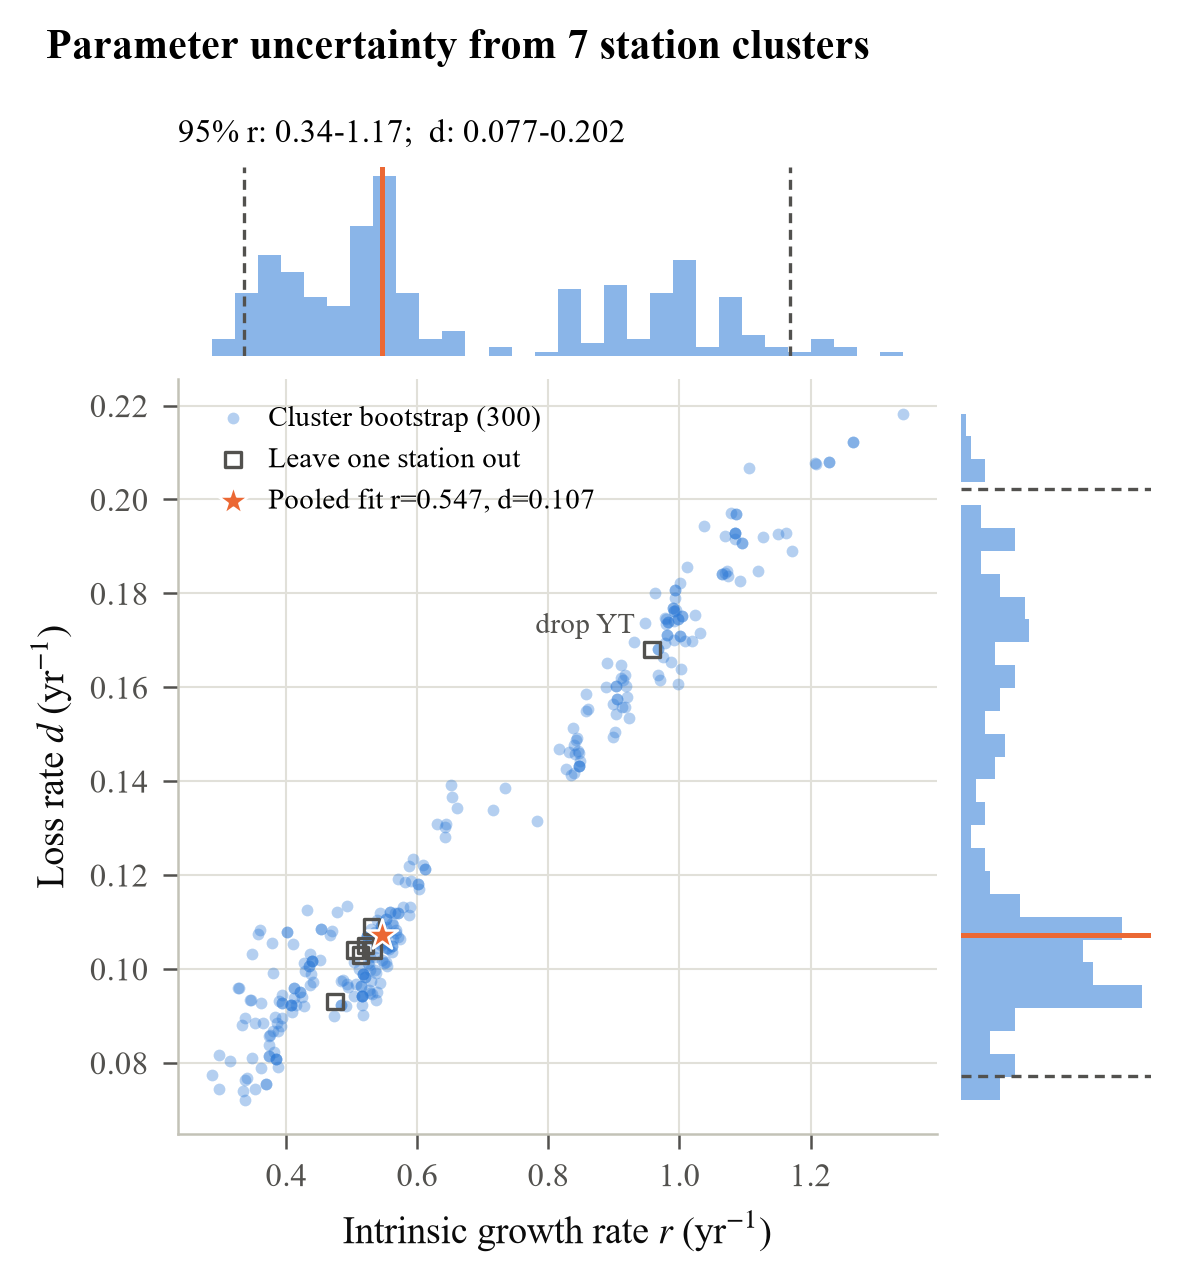 Parameter uncertainty from 7 station clusters
95% r: 0.34-1.17;  d: 0.077-0.202
Cluster bootstrap (300)
Leave one station out
Pooled fit r=0.547, d=0.107
drop YT
0.22
0.20
0.18
0.16
0.14
0.12
0.10
0.08
Loss rate d (yr⁻¹)
0.4
0.6
0.8
1.0
1.2
Intrinsic growth rate r (yr⁻¹)